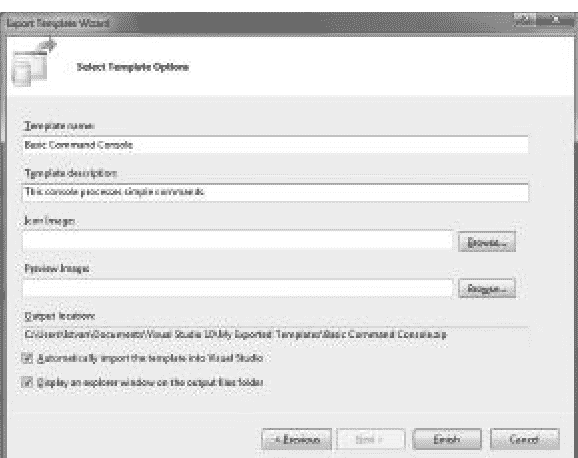 Export Template Wizard
Select Template Options
Template name:
Basic Command Console
Template description:
This console processes simple commands
Icon Image:
Browse...
Preview Image:
Browse...
Output location:
C:\Users\Istvan\Documents\Visual Studio 10\My Exported Templates\Basic Command Console.zip
Automatically import the template into Visual Studio
Display an explorer window on the output files folder
< Previous
Next >
Finish
Cancel